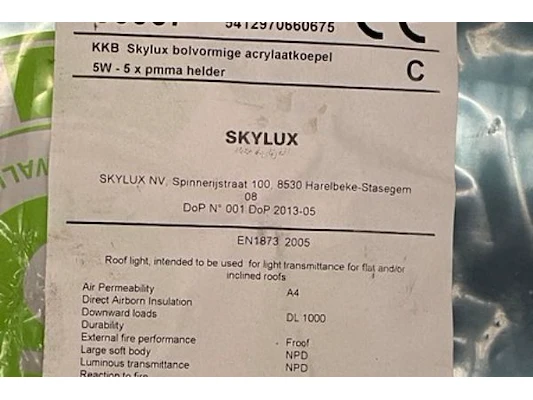 5412970660675
KKB Skylux bolvormige acrylaatkoepel
5W - 5 x pmma helder
C
SKYLUX
SKYLUX NV, Spinnerijstraat 100, 8530 Harelbeke-Stasegem
08
DoP N° 001 DoP 2013-05
EN1873 2005
Roof light, intended to be used for light transmittance for flat and/or
inclined roofs
Air Permeability A4
Direct Airborn Insulation
Downward loads DL 1000
Durability
External fire performance Froof
Large soft body NPD
Luminous transmittance NPD
Reaction to fire